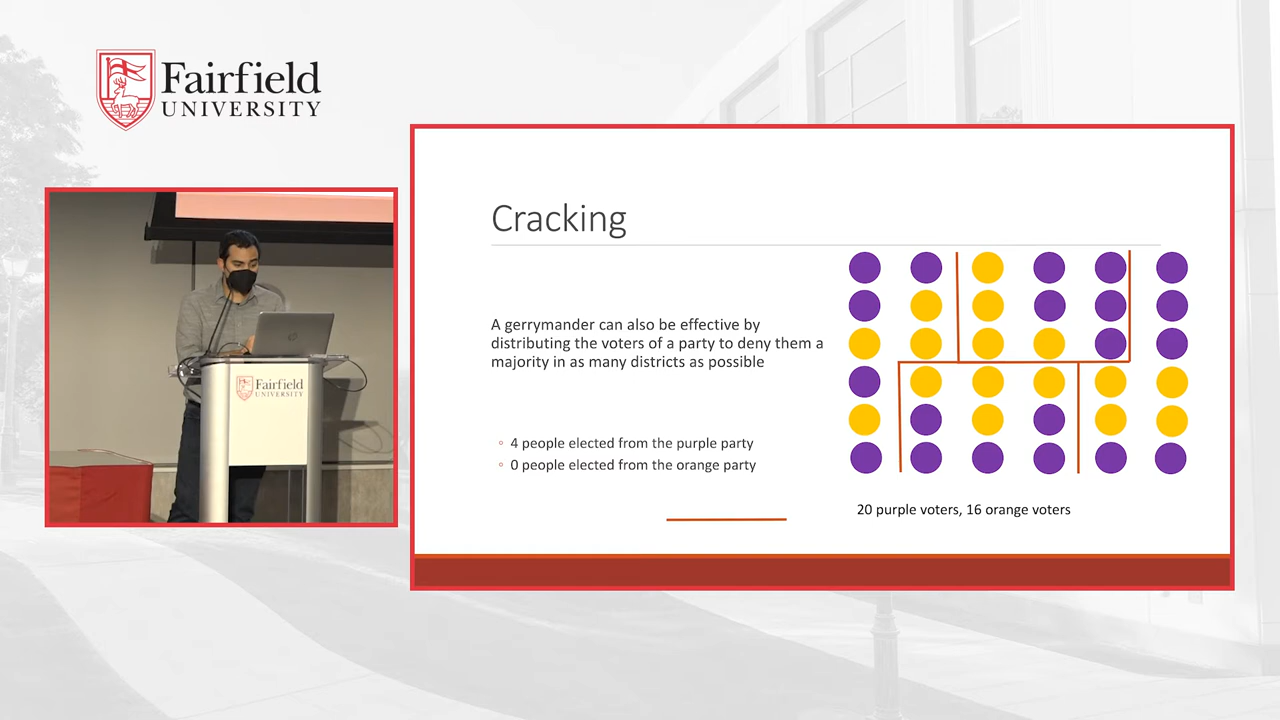 Fairfield
UNIVERSITY
Cracking
A gerrymander can also be effective by
distributing the voters of a party to deny them a
majority in as many districts as possible
◦ 4 people elected from the purple party
◦ 0 people elected from the orange party
20 purple voters, 16 orange voters
Fairfield
UNIVERSITY